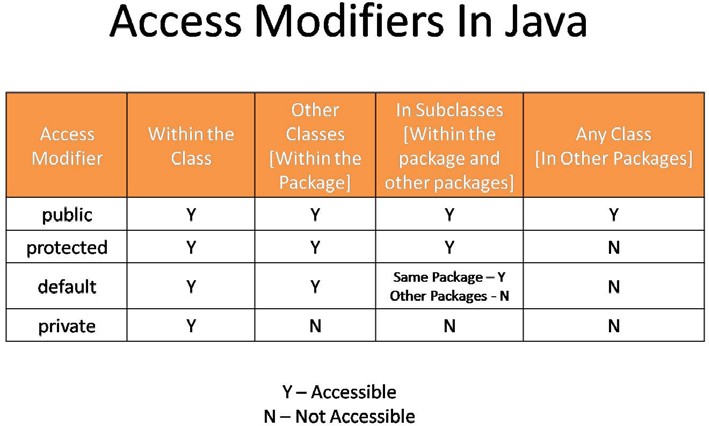 Access Modifiers In Java
Access Modifier
Within the Class
Other Classes [Within the Package]
In Subclasses [Within the package and other packages]
Any Class [In Other Packages]
public Y Y Y Y
protected Y Y Y N
default Y Y Same Package – Y Other Packages - N N
private Y N N N
Y – Accessible
N – Not Accessible